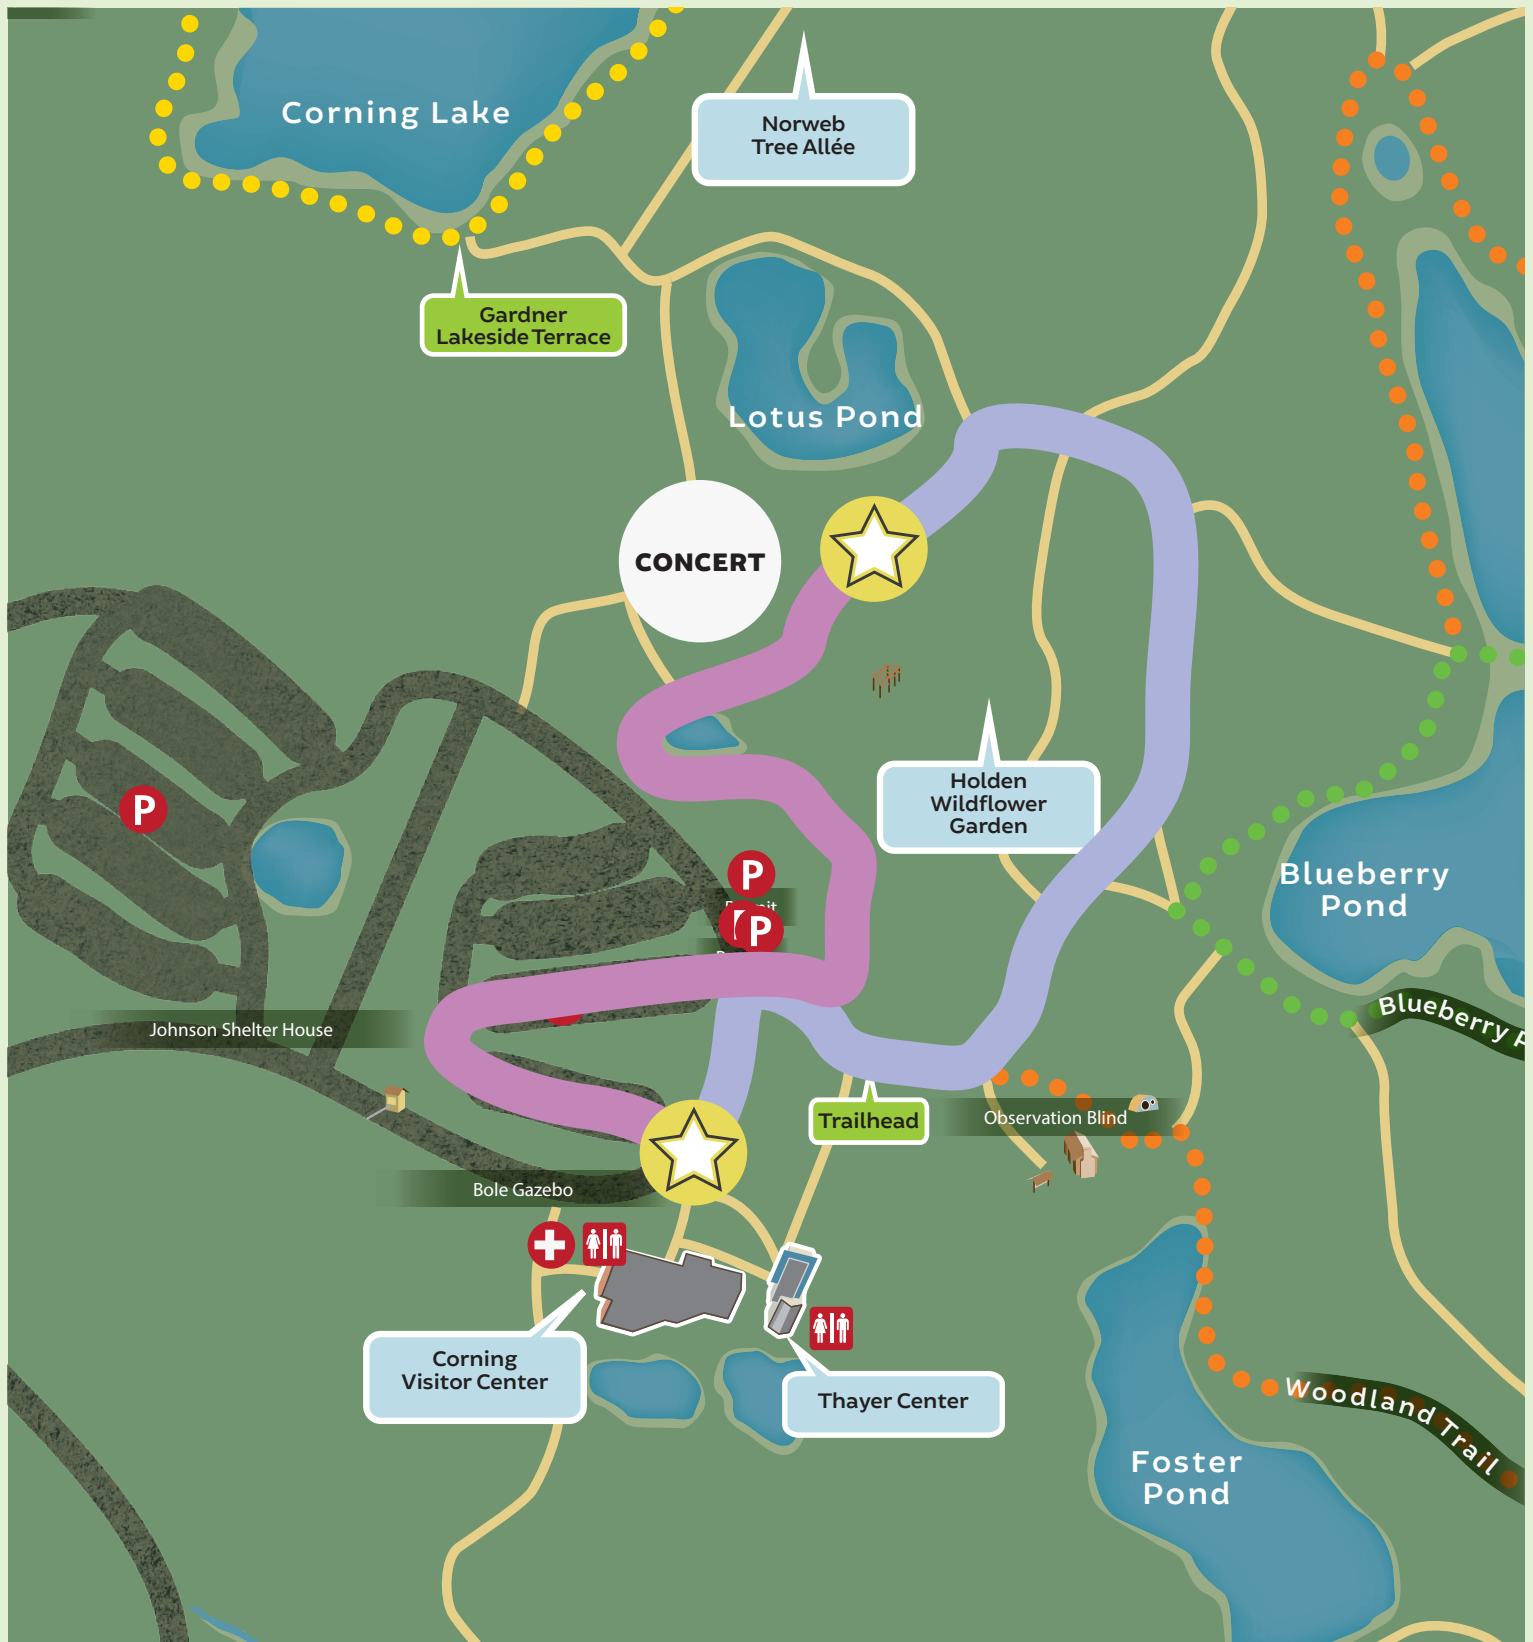 Corning Lake
Norweb
Tree Allée
Gardner
Lakeside Terrace
Lotus Pond
CONCERT
P
Holden
Wildflower
Garden
P
P
Blueberry
Pond
Blueberry
Johnson Shelter House
Trailhead
Observation Blind
Bole Gazebo
Corning
Visitor Center
Thayer Center
Woodland Trail
Foster
Pond